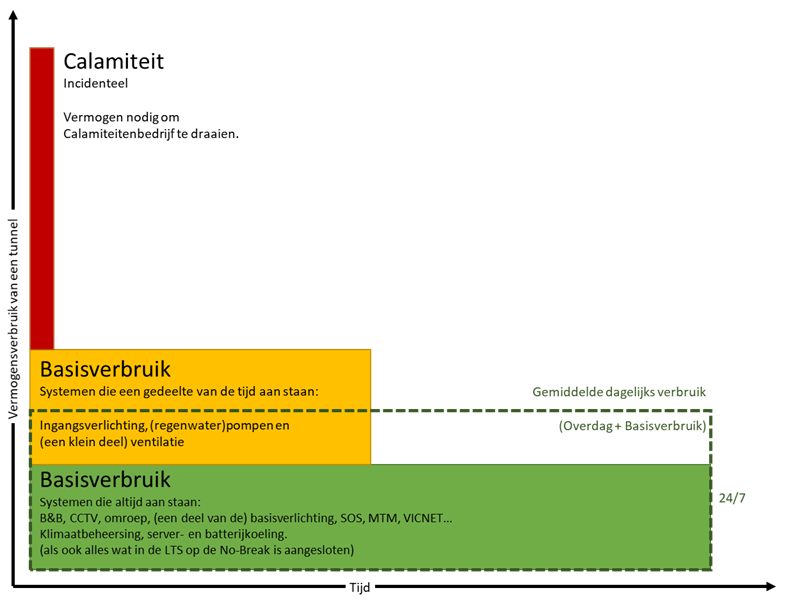 Calamiteit
Incidenteel
Vermogen nodig om
Calamiteitenbedrijf te draaien.
Vermogensverbruik van een tunnel
Basisverbruik
Systemen die een gedeelte van de tijd aan staan:
Gemiddelde dagelijks verbruik
Ingangsverlichting, (regenwater)pompen en
(een klein deel) ventilatie
(Overdag + Basisverbruik)
Basisverbruik
Systemen die altijd aan staan:
B&B, CCTV, omroep, (een deel van de) basisverlichting, SOS, MTM, VICNET...
Klimaatbeheersing, server- en batterijkoeling.
(als ook alles wat in de LTS op de No-Break is aangesloten)
24/7
Tijd